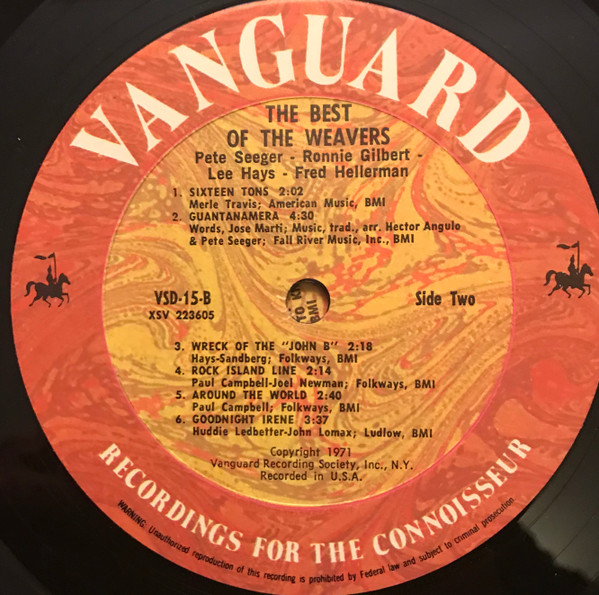 VANGUARD
THE BEST
OF THE WEAVERS
Pete Seeger - Ronnie Gilbert -
Lee Hays - Fred Hellerman
1. SIXTEEN TONS 2:02
Merle Travis; American Music, BMI
2. GUANTANAMERA 4:30
Words, Jose Marti; Music, trad., arr. Hector Angulo
& Pete Seeger; Fall River Music, Inc., BMI
VSD-15-B
XSV 223605
Side Two
3. WRECK OF THE "JOHN B" 2:18
Hays-Sandberg; Folkways, BMI
4. ROCK ISLAND LINE 2:14
Paul Campbell-Joel Newman; Folkways, BMI
5. AROUND THE WORLD 2:40
Paul Campbell; Folkways, BMI
6. GOODNIGHT IRENE 3:37
Huddie Ledbetter-John Lomax; Ludlow, BMI
Copyright 1971
Vanguard Recording Society, Inc., N.Y.
Recorded in U.S.A.
RECORDINGS FOR THE CONNOISSEUR
WARNING: Unauthorized reproduction of this recording is prohibited by Federal law and subject to criminal prosecution